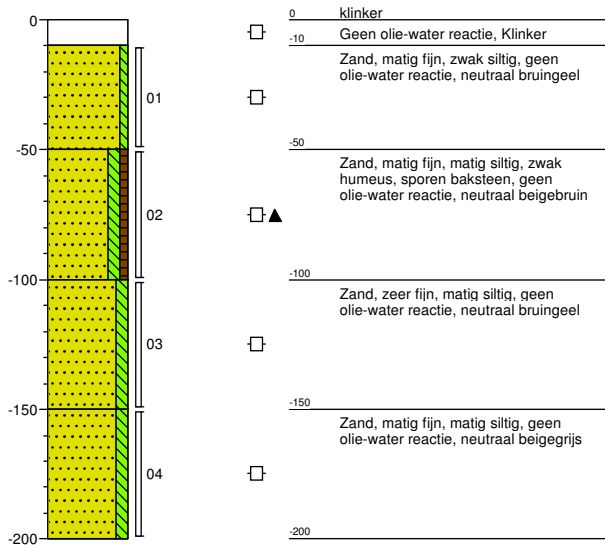 0
0
klinker
Geen olie-water reactie, Klinker
-10
Zand, matig fijn, zwak siltig, geen
olie-water reactie, neutraal bruingeel
01
-50
-50
Zand, matig fijn, matig siltig, zwak
humeus, sporen baksteen, geen
olie-water reactie, neutraal beigebruin
02
-100
-100
Zand, zeer fijn, matig siltig, geen
olie-water reactie, neutraal bruingeel
03
-150
-150
Zand, matig fijn, matig siltig, geen
olie-water reactie, neutraal beigegrijs
04
-200
-200